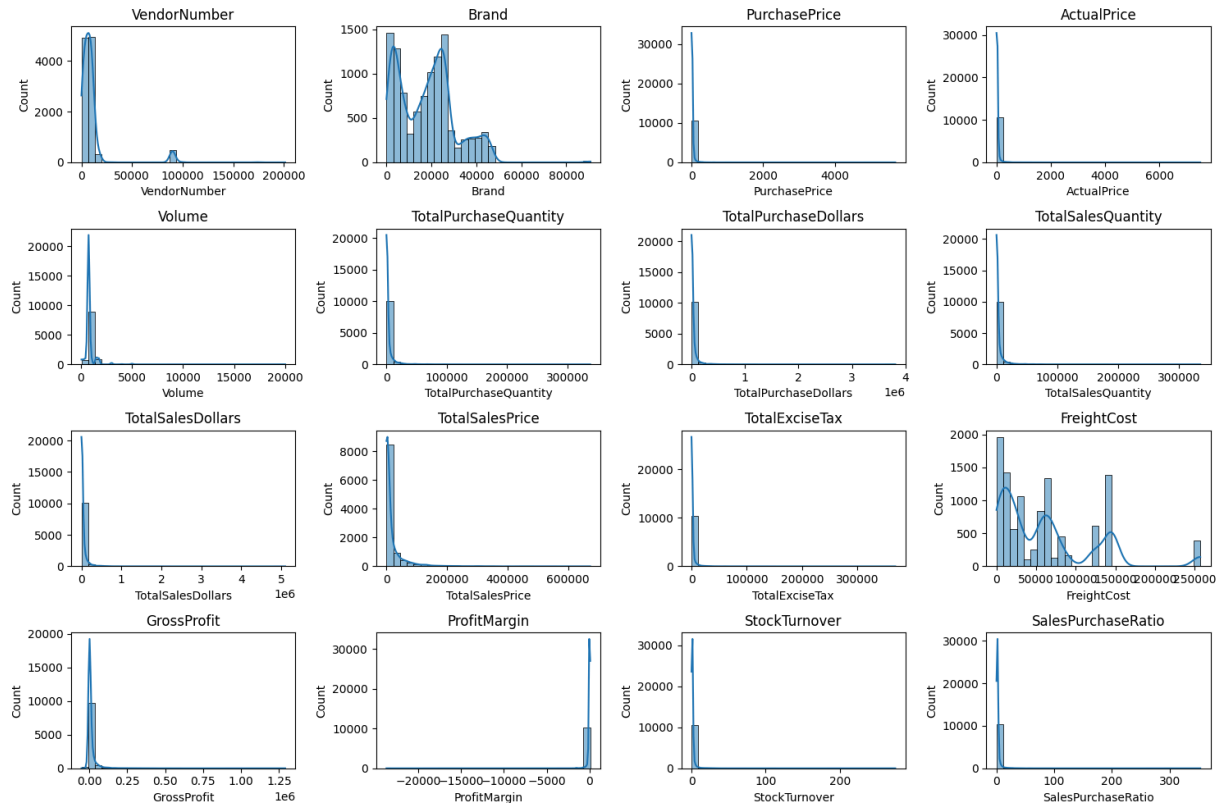 VendorNumber
Brand
PurchasePrice
ActualPrice
4000
2000
0
Count
0 50000 100000 150000 200000
VendorNumber
1500
1000
500
0
Count
0 20000 40000 60000 80000
Brand
30000
20000
10000
0
Count
0 2000 4000
PurchasePrice
30000
20000
10000
0
Count
0 2000 4000 6000
ActualPrice
Volume
TotalPurchaseQuantity
TotalPurchaseDollars
TotalSalesQuantity
20000
15000
10000
5000
0
Count
0 5000 10000 15000 20000
Volume
20000
15000
10000
5000
0
Count
0 100000 200000 300000
TotalPurchaseQuantity
20000
15000
10000
5000
0
Count
0 1 2 3 4
1e6
TotalPurchaseDollars
20000
15000
10000
5000
0
Count
0 100000 200000 300000
TotalSalesQuantity
TotalSalesDollars
TotalSalesPrice
TotalExciseTax
FreightCost
20000
15000
10000
5000
0
Count
0 1 2 3 4 5
1e6
TotalSalesDollars
8000
6000
4000
2000
0
Count
0 200000 400000 600000
TotalSalesPrice
20000
10000
0
Count
0 100000 200000 300000
TotalExciseTax
2000
1500
1000
500
0
Count
0 50000 100000 150000 200000 250000
FreightCost
GrossProfit
ProfitMargin
StockTurnover
SalesPurchaseRatio
20000
15000
10000
5000
0
Count
0.00 0.25 0.50 0.75 1.00 1.25
1e6
GrossProfit
30000
20000
10000
0
Count
−20000 −15000 −10000 −5000 0
ProfitMargin
30000
20000
10000
0
Count
0 100 200
StockTurnover
30000
20000
10000
0
Count
0 100 200 300
SalesPurchaseRatio